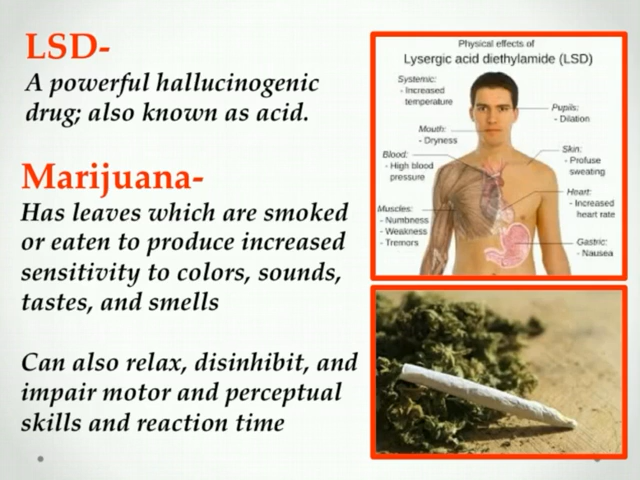 LSD-
A powerful hallucinogenic
drug; also known as acid.
Marijuana-
Has leaves which are smoked
or eaten to produce increased
sensitivity to colors, sounds,
tastes, and smells
Can also relax, disinhibit, and
impair motor and perceptual
skills and reaction time
Physical effects of
Lysergic acid diethylamide (LSD)
Systemic:
- Increased
temperature
Pupils:
- Dilation
Mouth:
- Dryness
Blood:
- High blood
pressure
Skin:
- Profuse
sweating
Heart:
- Increased
heart rate
Muscles:
- Numbness
- Weakness
- Tremors
Gastric:
- Nausea